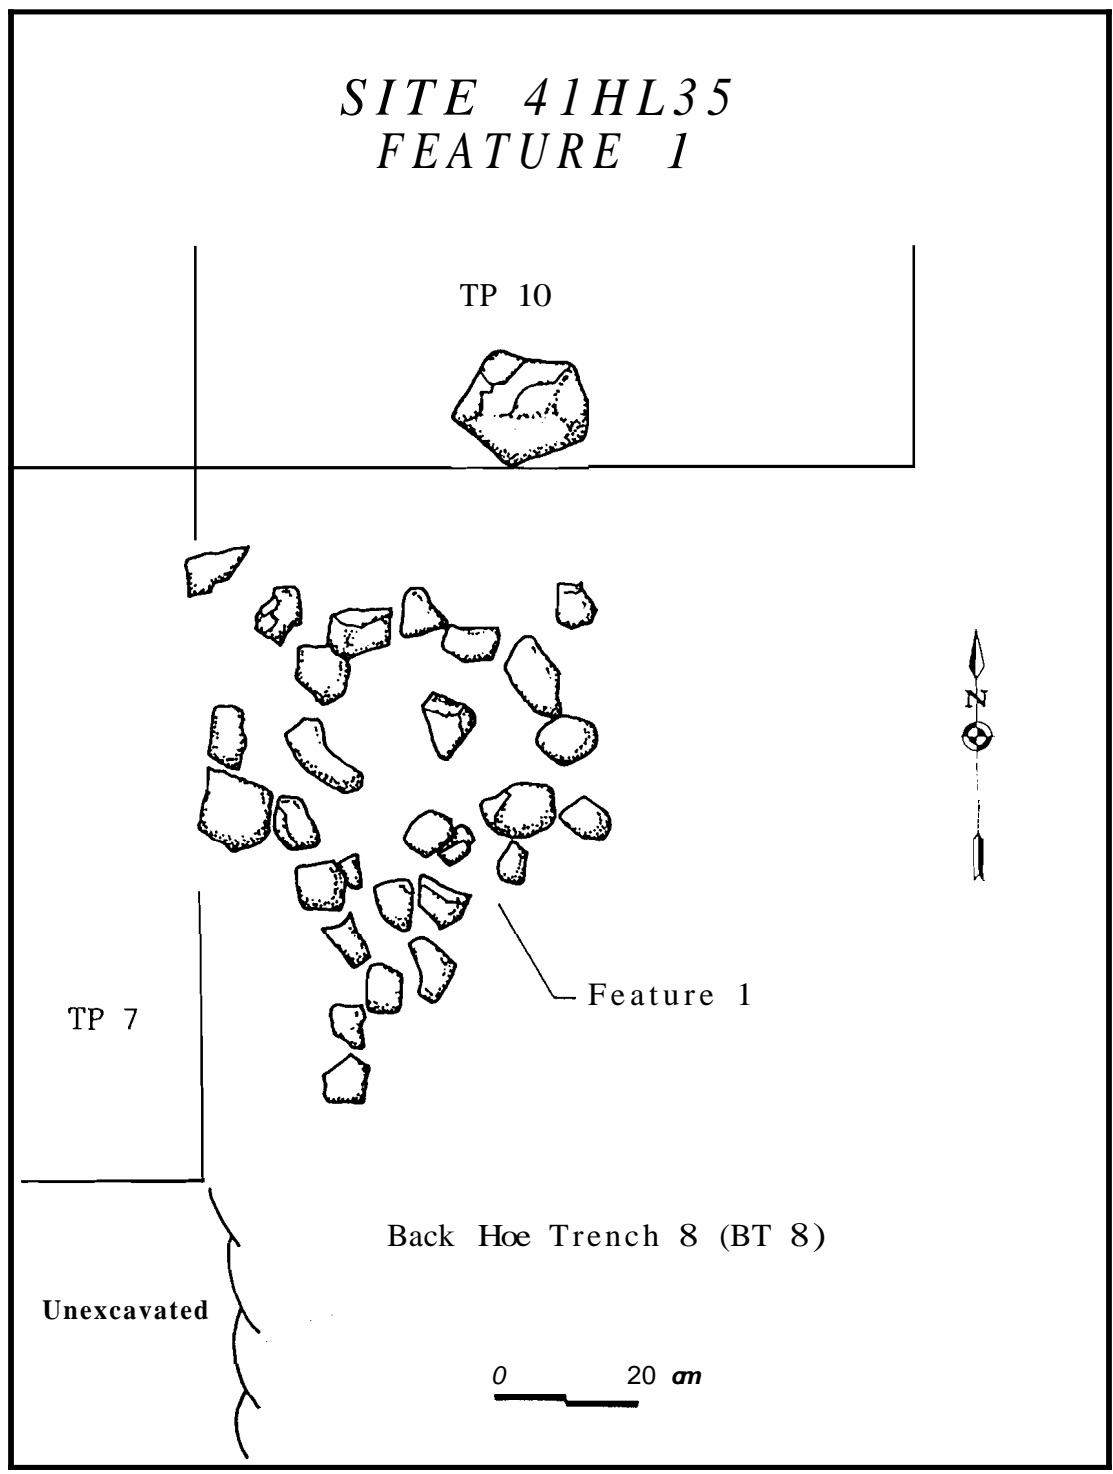 SITE 41HL35
FEATURE 1
TP 10
N
Feature 1
TP 7
Back Hoe Trench 8 (BT 8)
Unexcavated
0 20 cm